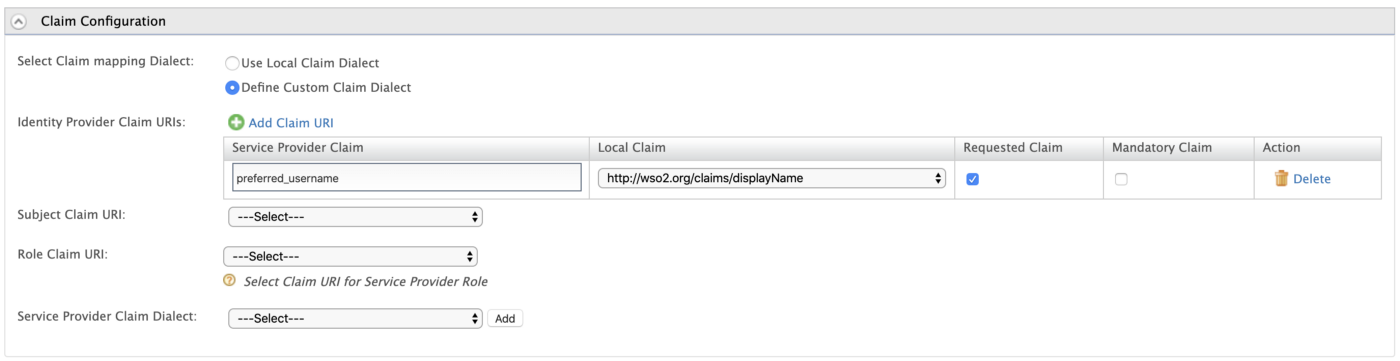 Claim Configuration
Select Claim mapping Dialect:
Use Local Claim Dialect
Define Custom Claim Dialect
Identity Provider Claim URIs:
Add Claim URI
Service Provider Claim Local Claim Requested Claim Mandatory Claim Action
preferred_username http://wso2.org/claims/displayName Delete
Subject Claim URI: ---Select---
Role Claim URI: ---Select---
? Select Claim URI for Service Provider Role
Service Provider Claim Dialect: ---Select--- Add